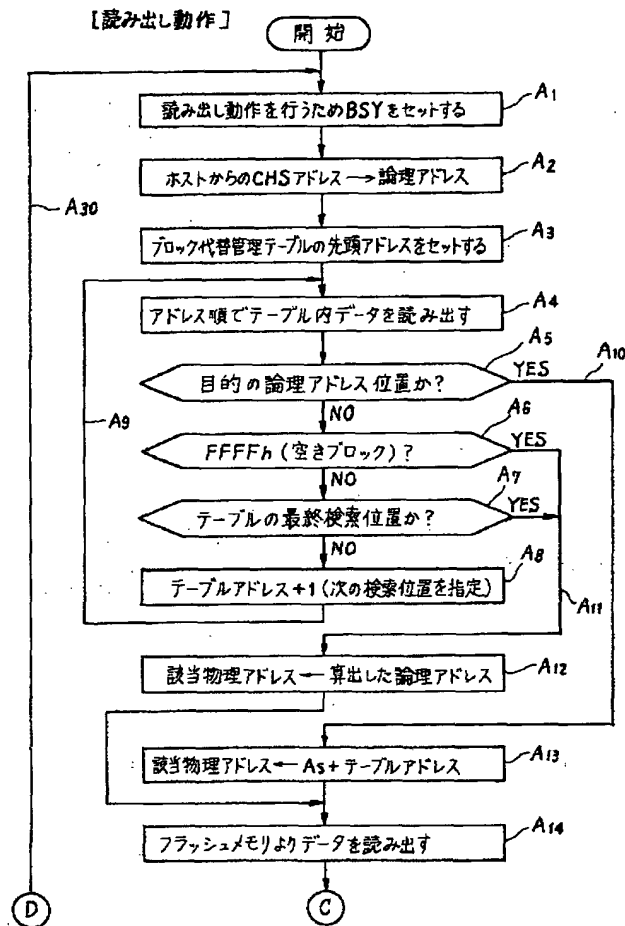 [読み出し動作]
開始
読み出し動作を行うためBSYをセットする
A1
ホストからのCHSアドレス→論理アドレス
A2
A30
ブロック代替管理テーブルの先頭アドレスをセットする
A3
アドレス順でテーブル内データを読み出す
A4
目的の論理アドレス位置か?
A5
YES
A10
NO
A9
FFFFh(空きブロック)?
A6
YES
NO
テーブルの最終検索位置か?
A7
YES
NO
テーブルアドレス+1(次の検索位置を指定)
A8
A11
該当物理アドレス←算出した論理アドレス
A12
該当物理アドレス←As+テーブルアドレス
A13
フラッシュメモリよりデータを読み出す
A14
D
C